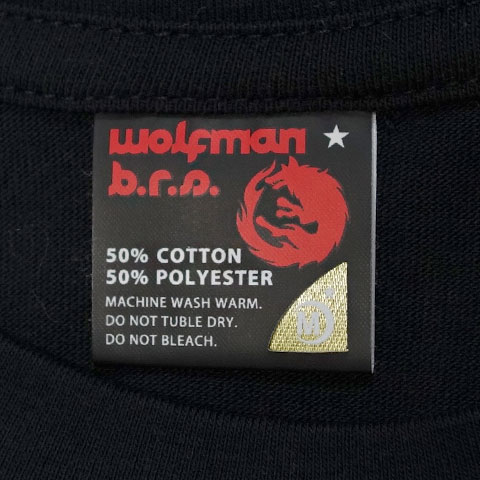 wolfman
b.r.s.
50% COTTON
50% POLYESTER
MACHINE WASH WARM.
DO NOT TUBLE DRY.
DO NOT BLEACH.
M